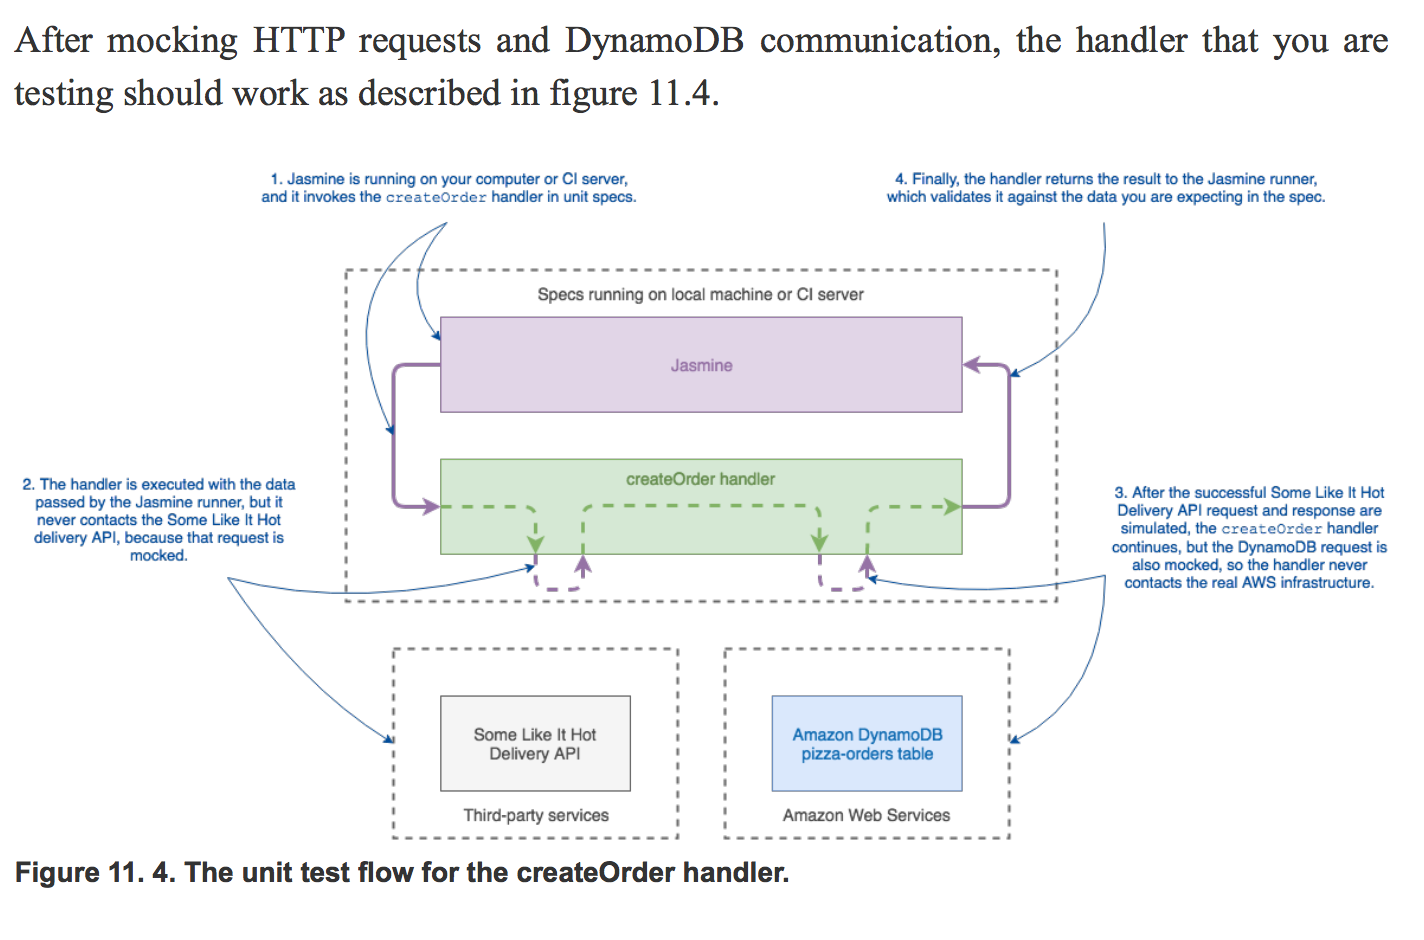 After mocking HTTP requests and DynamoDB communication, the handler that you are
testing should work as described in figure 11.4.
1. Jasmine is running on your computer or CI server,
and it invokes the createOrder handler in unit specs.
4. Finally, the handler returns the result to the Jasmine runner,
which validates it against the data you are expecting in the spec.
Specs running on local machine or CI server
Jasmine
createOrder handler
2. The handler is executed with the data
passed by the Jasmine runner, but it
never contacts the Some Like It Hot
delivery API, because that request is
mocked.
3. After the successful Some Like It Hot
Delivery API request and response are
simulated, the createOrder handler
continues, but the DynamoDB request is
also mocked, so the handler never
contacts the real AWS infrastructure.
Some Like It Hot
Delivery API
Third-party services
Amazon DynamoDB
pizza-orders table
Amazon Web Services
Figure 11. 4. The unit test flow for the createOrder handler.